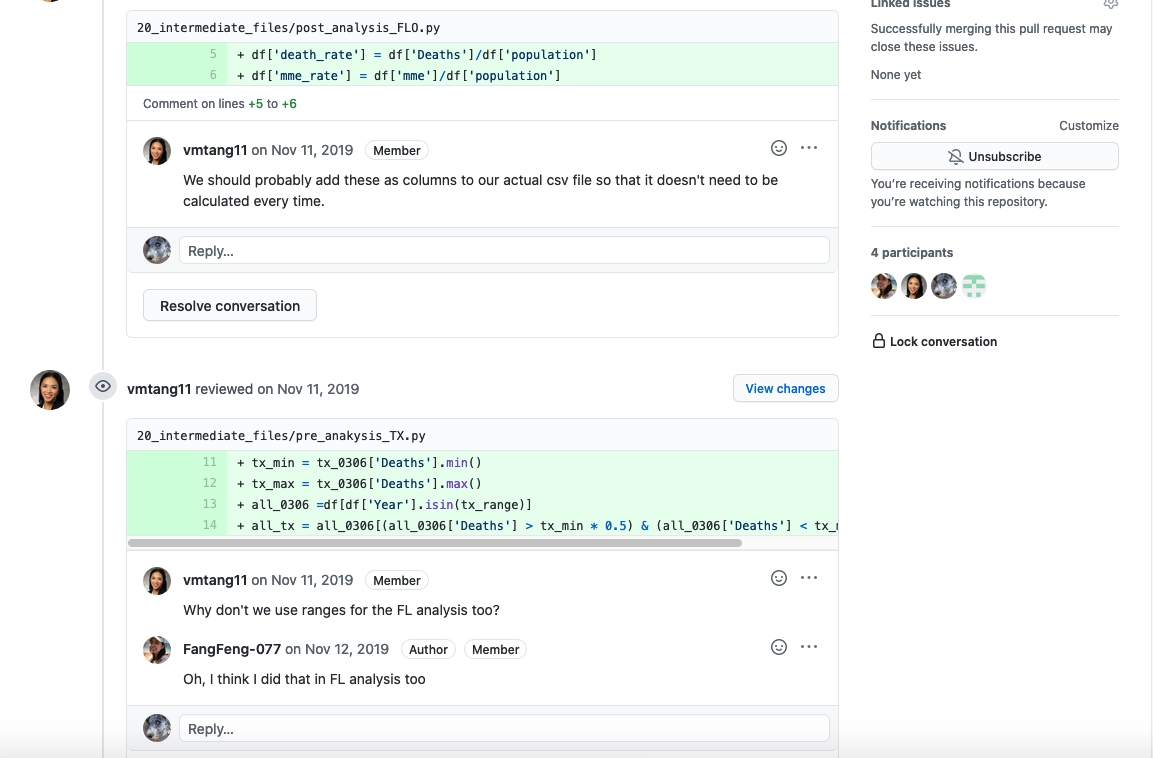 Linked issues
20_intermediate_files/post_analysis_FLO.py
Successfully merging this pull request may
close these issues.
5 + df['death_rate'] = df['Deaths']/df['population']
6 + df['mme_rate'] = df['mme']/df['population']
None yet
Comment on lines +5 to +6
Notifications Customize
vmtang11 on Nov 11, 2019 Member
Unsubscribe
We should probably add these as columns to our actual csv file so that it doesn't need to be
calculated every time.
You're receiving notifications because
you're watching this repository.
Reply...
4 participants
Resolve conversation
Lock conversation
vmtang11 reviewed on Nov 11, 2019 View changes
20_intermediate_files/pre_anakysis_TX.py
11 + tx_min = tx_0306['Deaths'].min()
12 + tx_max = tx_0306['Deaths'].max()
13 + all_0306 =df[df['Year'].isin(tx_range)]
14 + all_tx = all_0306[(all_0306['Deaths'] > tx_min * 0.5) & (all_0306['Deaths'] < tx_m
vmtang11 on Nov 11, 2019 Member
Why don't we use ranges for the FL analysis too?
FangFeng-077 on Nov 12, 2019 Author Member
Oh, I think I did that in FL analysis too
Reply...